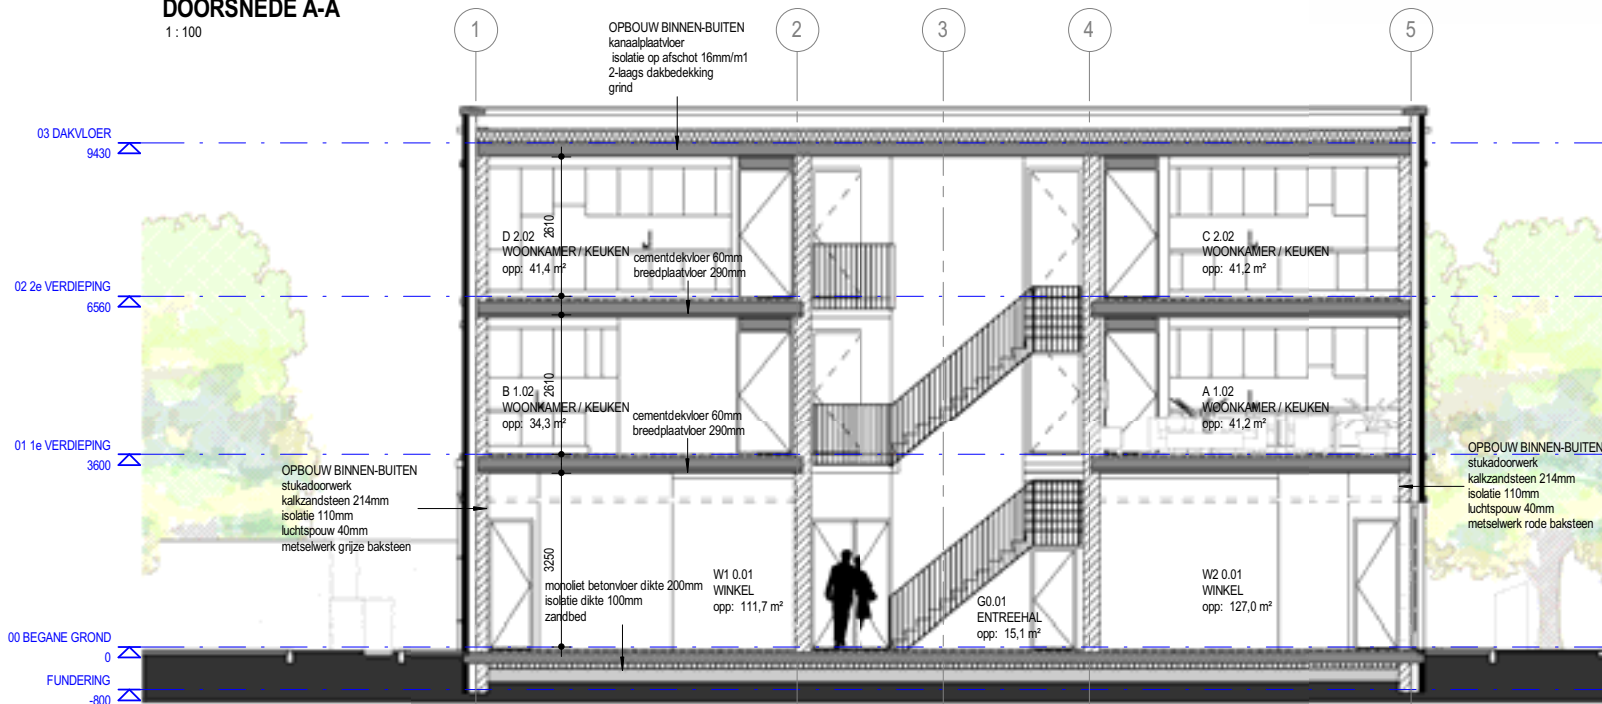 DOORSNEDE A-A
1 : 100
1
2
3
4
5
OPBOUW BINNEN-BUITEN
kanaalplaatvloer
isolatie op afschot 16mm/m1
2-laags dakbedekking
grind
03 DAKVLOER
9430
02 2e VERDIEPING
6560
01 1e VERDIEPING
3600
00 BEGANE GROND
0
FUNDERING
-800
2610
D 2.02
WOONKAMER / KEUKEN
opp: 41,4 m²
cementdekvloer 60mm
breedplaatvloer 290mm
C 2.02
WOONKAMER / KEUKEN
opp: 41,2 m²
2610
B 1.02
WOONKAMER / KEUKEN
opp: 34,3 m²
cementdekvloer 60mm
breedplaatvloer 290mm
A 1.02
WOONKAMER / KEUKEN
opp: 41,2 m²
OPBOUW BINNEN-BUITEN
stukadoorwerk
kalkzandsteen 214mm
isolatie 110mm
luchtspouw 40mm
metselwerk grijze baksteen
OPBOUW BINNEN-BUITEN
stukadoorwerk
kalkzandsteen 214mm
isolatie 110mm
luchtspouw 40mm
metselwerk rode baksteen
3250
monoliet betonvloer dikte 200mm
isolatie dikte 100mm
zandbed
W1 0.01
WINKEL
opp: 111,7 m²
G0.01
ENTREEHAL
opp: 15,1 m²
W2 0.01
WINKEL
opp: 127,0 m²